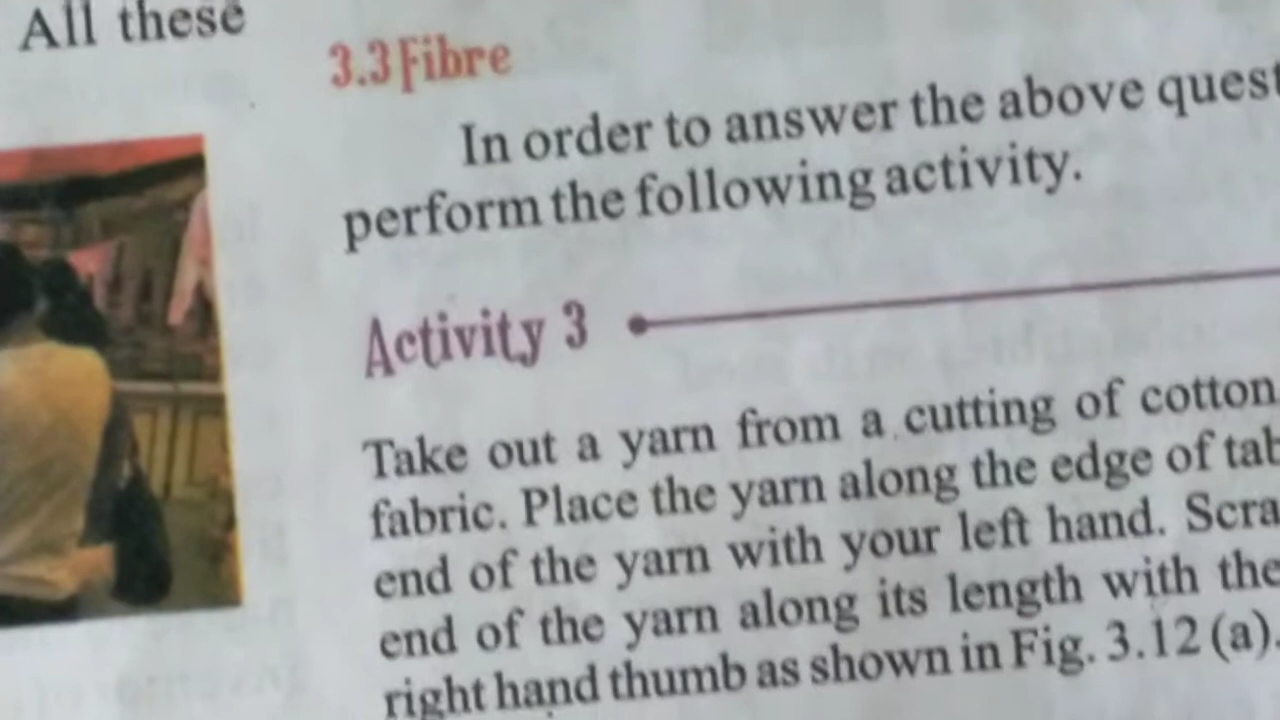 All these
3.3 Fibre
In order to answer the above
perform the following activity.
Activity 3
Take out a yarn from a cutting of cotton
fabric. Place the yarn along the edge of
end of the yarn with your left hand.
end of the yarn along its length with the
right hand thumb as shown in Fig. 3.12 (a).